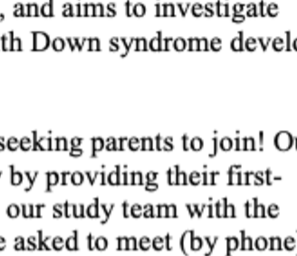 , and aims to investigate
th Down syndrome develo
seeking parents to join! Ou
by providing their first-
our study team with the
e asked to meet (by phone